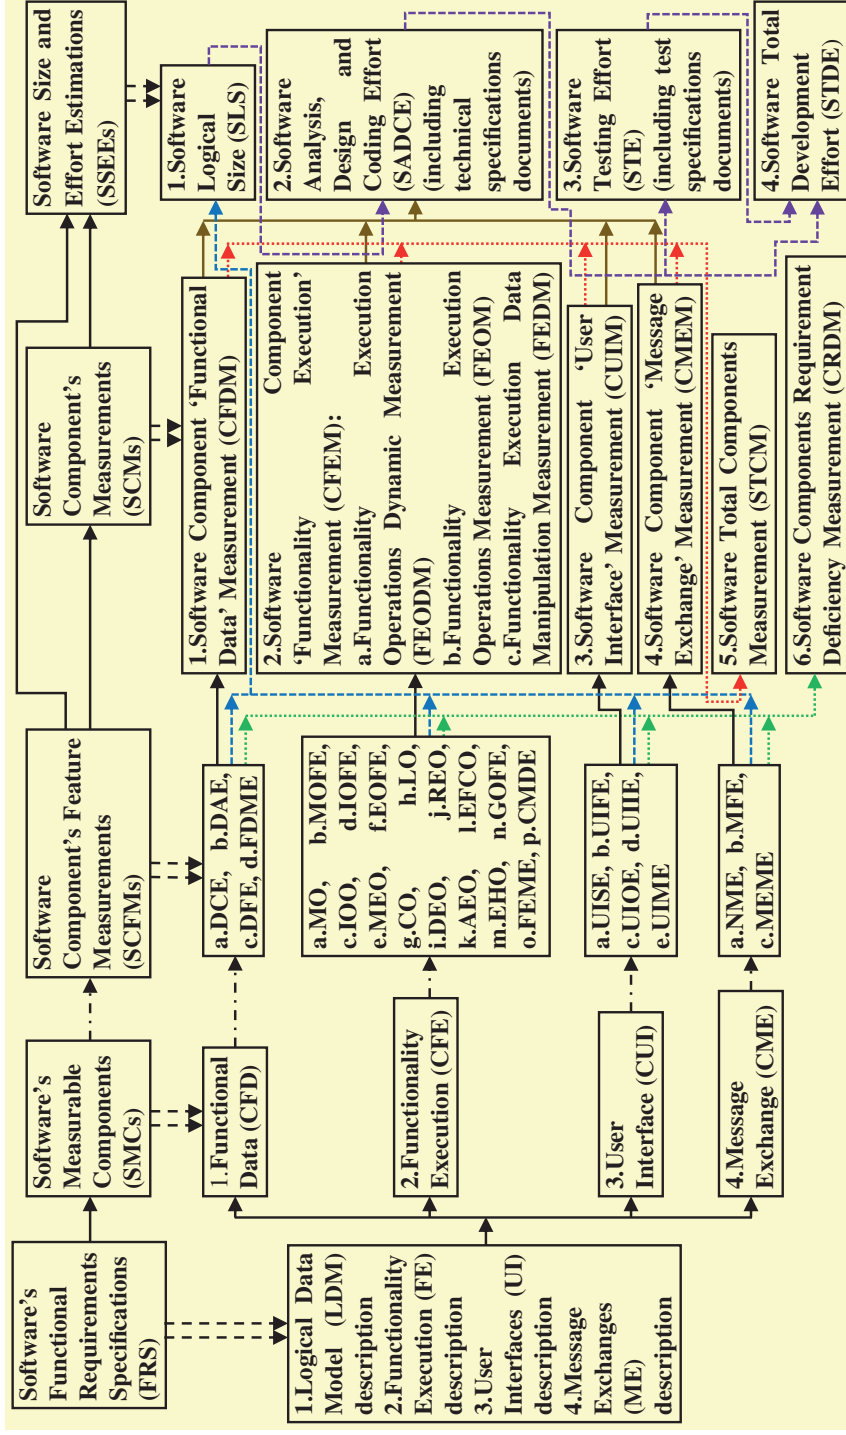 Software's
Functional
Requirements
Specifications
(FRS)
Software's
Measurable
Components
(SMCs)
Software
Component's Feature
Measurements
(SCFMs)
Software
Component's
Measurements
(SCMs)
Software Size and
Effort Estimations
(SSEEs)
1.Logical Data
Model (LDM)
description
2.Functionality
Execution (FE)
description
3.User
Interfaces (UI)
description
4.Message
Exchanges
(ME)
description
1.Functional
Data (CFD)
2.Functionality
Execution (CFE)
3.User
Interface (CUI)
4.Message
Exchange (CME)
a.DCE, b.DAE,
c.DFE, d.FDME
a.MO, b.MOFE,
c.IOO, d.IOFE,
e.MEO, f.EOFE,
g.CO, h.LO,
i.DEO, j.REO,
k.AEO, l.EFCO,
m.EHO, n.GOFE,
o.FEME, p.CMDE
a.UISE, b.UIFE,
c.UIOE, d.UIIE,
e.UIME
a.NME, b.MFE,
c.MEME
1.Software Component ‘Functional
Data’ Measurement (CFDM)
2.Software Component
‘Functionality Execution’
Measurement (CFEM):
a.Functionality Execution
Operations Dynamic Measurement
(FEODM)
b.Functionality Execution
Operations Measurement (FEOM)
c.Functionality Execution Data
Manipulation Measurement (FEDM)
3.Software Component ‘User
Interface’ Measurement (CUIM)
4.Software Component ‘Message
Exchange’ Measurement (CMEM)
5.Software Total Components
Measurement (STCM)
6.Software Components Requirement
Deficiency Measurement (CRDM)
1.Software
Logical
Size (SLS)
2.Software
Analysis,
Design and
Coding Effort
(SADCE)
(including
technical
specifications
documents)
3.Software
Testing Effort
(STE)
(including test
specifications
documents)
4.Software Total
Development
Effort (STDE)